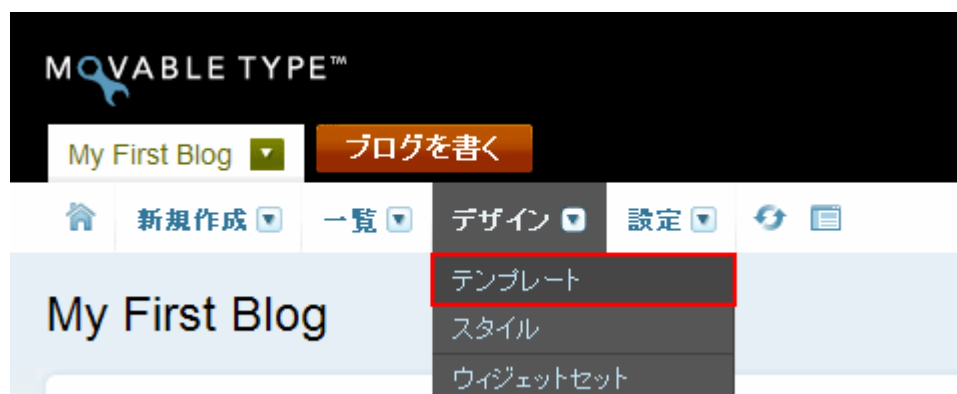 MOVABLE TYPE™
My First Blog ブログを書く
新規作成 一覧 デザイン 設定
テンプレート
My First Blog
スタイル
ウィジェットセット